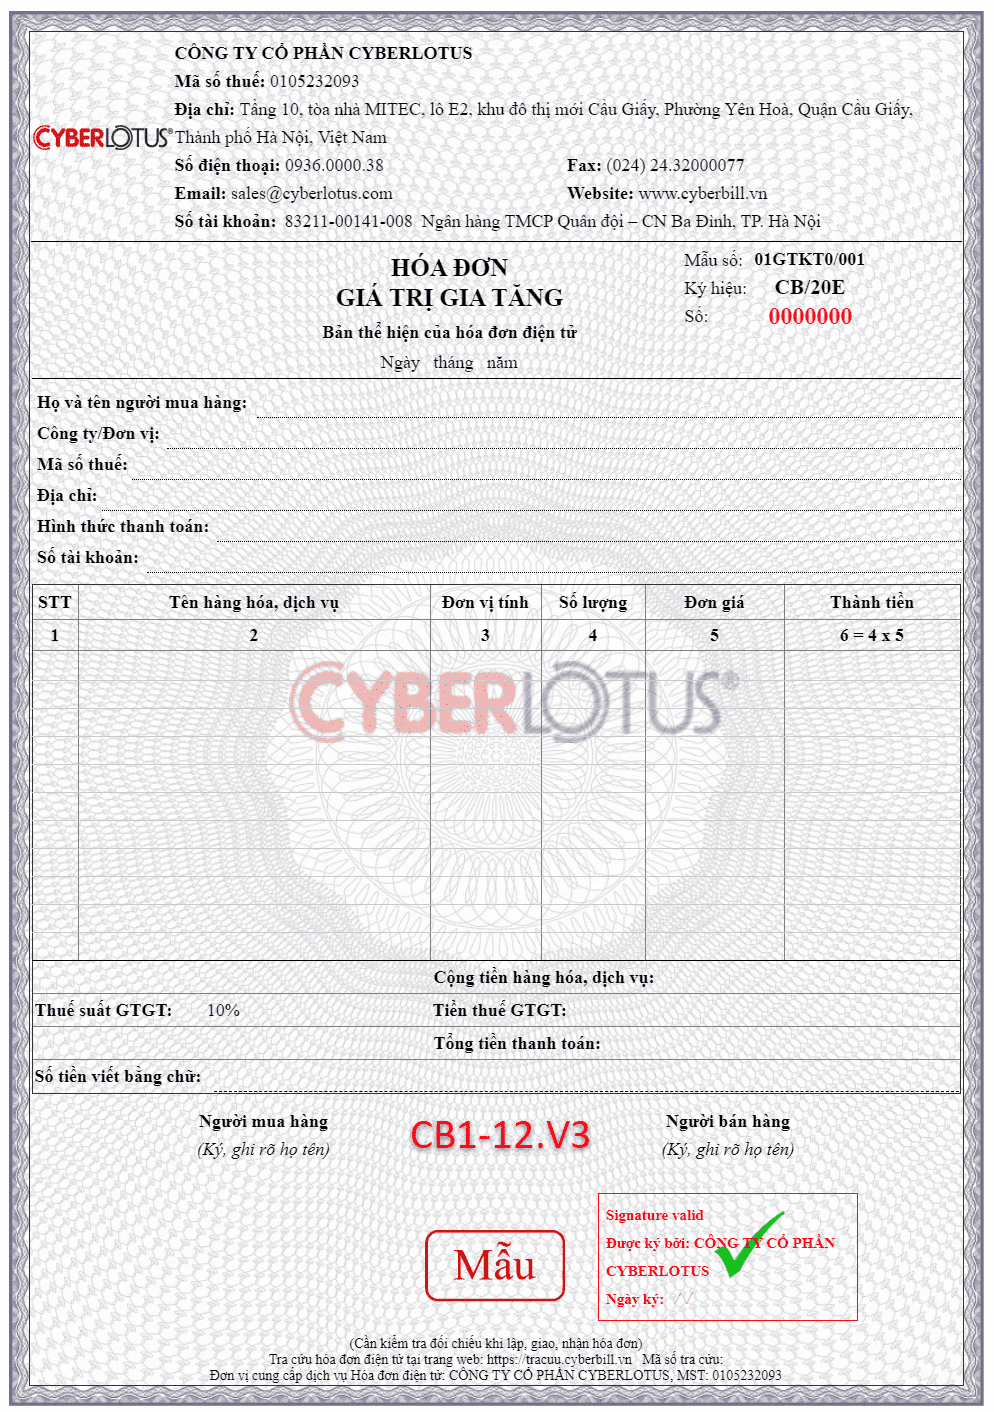 CÔNG TY CỔ PHẦN CYBERLOTUS
Mã số thuế: 0105232093
Địa chỉ: Tầng 10, tòa nhà MITEC, lô E2, khu đô thị mới Cầu Giấy, Phường Yên Hoà, Quận Cầu Giấy,
CYBERLOTUS® Thành phố Hà Nội, Việt Nam
Số điện thoại: 0936.0000.38 Fax: (024) 24.32000077
Email: sales@cyberlotus.com Website: www.cyberbill.vn
Số tài khoản: 83211-00141-008 Ngân hàng TMCP Quân đội – CN Ba Đình, TP. Hà Nội
HÓA ĐƠN
GIÁ TRỊ GIA TĂNG
Bản thể hiện của hóa đơn điện tử
Ngày tháng năm
Mẫu số: 01GTKT0/001
Ký hiệu: CB/20E
Số: 0000000
Họ và tên người mua hàng:
Công ty/Đơn vị:
Mã số thuế:
Địa chỉ:
Hình thức thanh toán:
Số tài khoản:
STT Tên hàng hóa, dịch vụ Đơn vị tính Số lượng Đơn giá Thành tiền
1 2 3 4 5 6 = 4 x 5
CYBERLOTUS®
Cộng tiền hàng hóa, dịch vụ:
Thuế suất GTGT: 10% Tiền thuế GTGT:
Tổng tiền thanh toán:
Số tiền viết bằng chữ:
Người mua hàng CB1-12.V3 Người bán hàng
(Ký, ghi rõ họ tên) (Ký, ghi rõ họ tên)
Mẫu
Signature valid
Được ký bởi: CÔNG TY CỔ PHẦN
CYBERLOTUS
Ngày ký: / /
(Cần kiểm tra đối chiếu khi lập, giao, nhận hóa đơn)
Tra cứu hóa đơn điện tử tại trang web: https://tracuu.cyberbill.vn Mã số tra cứu:
Đơn vị cung cấp dịch vụ Hóa đơn điện tử: CÔNG TY CỔ PHẦN CYBERLOTUS, MST: 0105232093